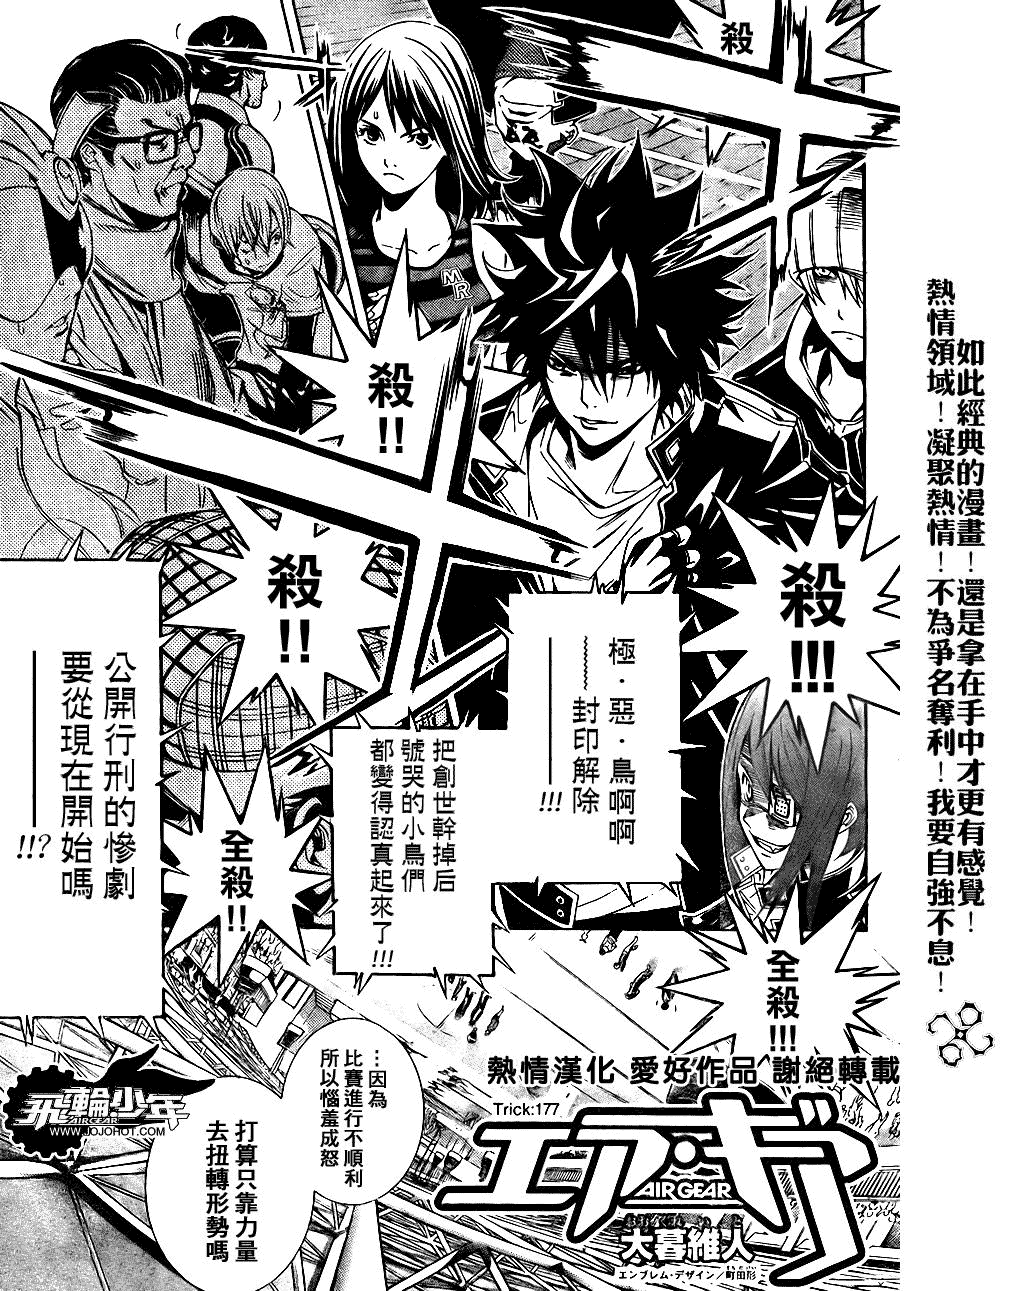 如此經典的漫畫！還是拿在手中才更有感覺！
熱情領域！凝聚熱情！不為爭名奪利！我要自強不息！
殺
殺!!
殺!!!
殺!!
極·惡·鳥啊啊
——封印解除
!!!
把創世幹掉后
號哭的小鳥們
都變得認真起來了!!!
公開行刑的慘劇
要從現在開始嗎
——!!?
全殺!!
全殺!!!
…因為
比賽進行不順利
所以惱羞成怒
打算只靠力量
去扭轉形勢嗎
熱情漢化 愛好作品 謝絕轉載
Trick:177
エア・ギア
AIR GEAR
大暮維人
エンブレム・デザイン／町田彤
飛輪少年
AIR GEAR
WWW.JOJOHOT.COM
M
R